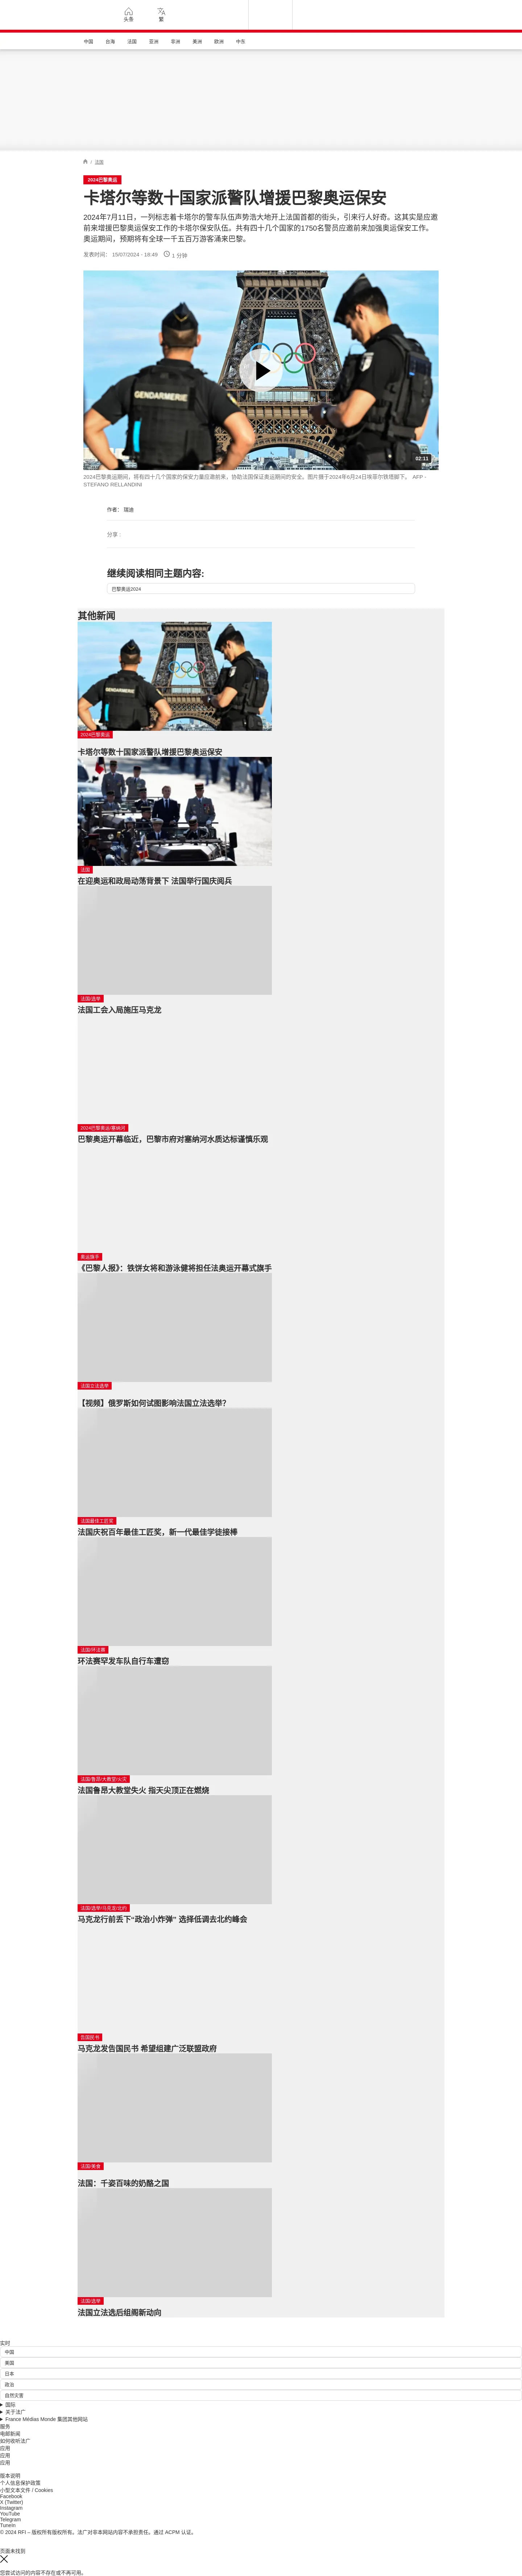 头条
繁
中国
台海
法国
亚洲
非洲
美洲
欧洲
中东
/ 法国
2024巴黎奥运
卡塔尔等数十国家派警队增援巴黎奥运保安
2024年7月11日，一列标志着卡塔尔的警车队伍声势浩大地开上法国首都的街头，引来行人好奇。这其实是应邀
前来增援巴黎奥运保安工作的卡塔尔保安队伍。共有四十几个国家的1750名警员应邀前来加强奥运保安工作。
奥运期间，预期将有全球一千五百万游客涌来巴黎。
发表时间： 15/07/2024 - 18:49
1 分钟
GENDARMERIE
02:11
2024巴黎奥运期间，将有四十几个国家的保安力量应邀前来，协助法国保证奥运期间的安全。图片摄于2024年6月24日埃菲尔铁塔脚下。 AFP -
STEFANO RELLANDINI
作者： 瑞迪
分享 :
继续阅读相同主题内容:
巴黎奥运2024
其他新闻
2024巴黎奥运
卡塔尔等数十国家派警队增援巴黎奥运保安
法国
在迎奥运和政局动荡背景下 法国举行国庆阅兵
法国/选举
法国工会入局施压马克龙
2024巴黎奥运/塞纳河
巴黎奥运开幕临近，巴黎市府对塞纳河水质达标谨慎乐观
奥运旗手
《巴黎人报》：铁饼女将和游泳健将担任法奥运开幕式旗手
法国立法选举
【视频】俄罗斯如何试图影响法国立法选举？
法国最佳工匠奖
法国庆祝百年最佳工匠奖，新一代最佳学徒接棒
法国/环法赛
环法赛罕发车队自行车遭窃
法国/鲁昂/大教堂/火灾
法国鲁昂大教堂失火 指天尖顶正在燃烧
法国/选举/马克龙/北约
马克龙行前丢下“政治小炸弹” 选择低调去北约峰会
告国民书
马克龙发告国民书 希望组建广泛联盟政府
法国/美食
法国：千姿百味的奶酪之国
法国/选举
法国立法选后组阁新动向
实时
中国
美国
日本
政治
自然灾害
国际
关于法广
France Médias Monde 集团其他网站
服务
电邮新闻
如何收听法广
应用
应用
应用
版本说明
个人信息保护政策
小型文本文件 / Cookies
Facebook
X (Twitter)
Instagram
YouTube
Telegram
TuneIn
© 2024 RFI – 版权所有版权所有。法广对非本网站内容不承担责任。通过 ACPM 认证。
页面未找到
您尝试访问的内容不存在或不再可用。